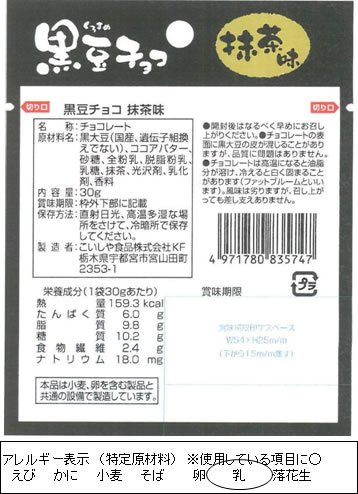 くろまめ
黒豆チョコ
抹茶味
切り口
切り口
黒豆チョコ 抹茶味
名称:チョコレート
原材料名:黒大豆(国産、遺伝子組換
えでない)、ココアバター、
砂糖、全粉乳、脱脂粉乳、
乳糖、抹茶、光沢剤、乳化
剤、香料
内容量:30g
賞味期限:枠外下部に記載
保存方法:直射日光、高温多湿な場
所をさけて、冷暗所で保存
してください。
製造者:こいしや食品株式会社KF
栃木県宇都宮市宮山田町
2353-1
●開封後はなるべく早めにお召し
上がりください。●チョコレートの表
面に黒大豆の皮が混じることがあり
ますが、品質に問題はありません。
●チョコレートは高温になると油脂
分が溶け、冷えると白く固まること
があります(ファットブルームといい
ます)。風味は劣りますが、召し上が
っても差し支えありません。
4 971780 835747
プラ
栄養成分(1袋30gあたり)
熱量 159.3 kcal
たんぱく質 6.0 g
脂質 9.8 g
糖質 10.2 g
食物繊維 2.4 g
ナトリウム 18.0 mg
賞味期限
W54×H25m/m
本品は小麦、卵を含む製品と
共通の設備で製造しています。
アレルギー表示 (特定原材料) ※使用している項目に○
えび かに 小麦 そば 卵 乳 落花生